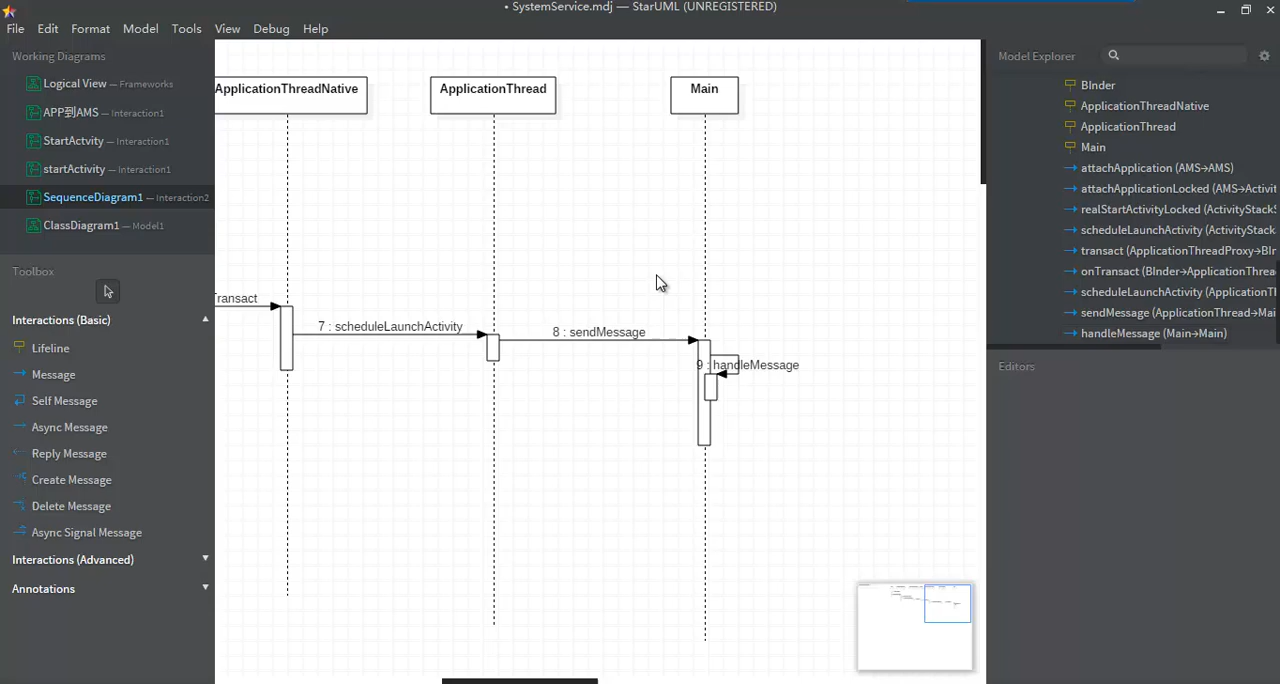 • SystemService.mdj — StarUML (UNREGISTERED)
File Edit Format Model Tools View Debug Help
Working Diagrams
Logical View — Frameworks
APP到AMS — Interaction1
StartActvity — Interaction1
startActivity — Interaction1
SequenceDiagram1 — Interaction2
ClassDiagram1 — Model1
Toolbox
Interactions (Basic)
Lifeline
Message
Self Message
Async Message
Reply Message
Create Message
Delete Message
Async Signal Message
Interactions (Advanced)
Annotations
ApplicationThreadNative
ApplicationThread
Main
Transact
7 : scheduleLaunchActivity
8 : sendMessage
9 : handleMessage
Model Explorer
BInder
ApplicationThreadNative
ApplicationThread
Main
attachApplication (AMS→AMS)
attachApplicationLocked (AMS→Activit
realStartActivityLocked (ActivityStackS
scheduleLaunchActivity (ActivityStack
transact (ApplicationThreadProxy→BIr
onTransact (BInder→ApplicationThrea
scheduleLaunchActivity (ApplicationTl
sendMessage (ApplicationThread→Mai
handleMessage (Main→Main)
Editors